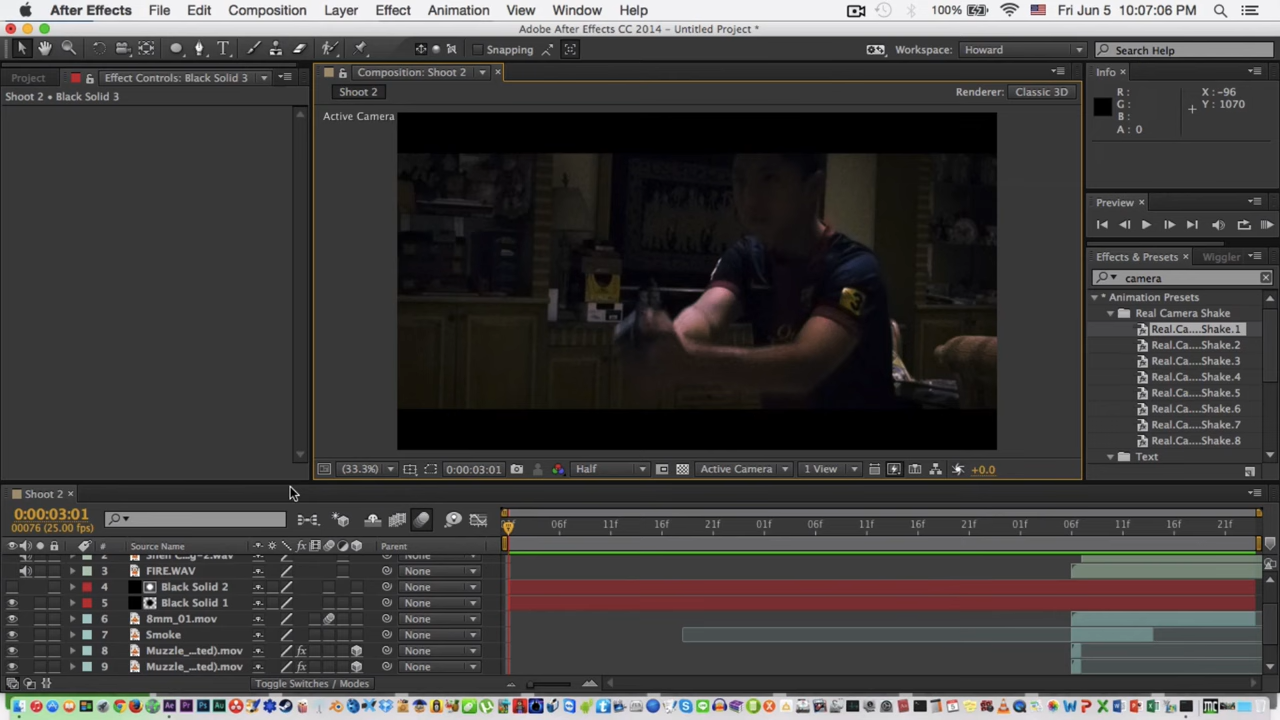 After Effects File Edit Composition Layer Effect Animation View Window Help 100% Fri Jun 5 10:07:06 PM Howard
Adobe After Effects CC 2014 - Untitled Project *
Snapping Workspace: Howard Search Help
Project Effect Controls: Black Solid 3 Composition: Shoot 2 Info
Shoot 2 • Black Solid 3 Shoot 2 Renderer: Classic 3D
Active Camera
R: X: -96
G: Y: 1070
B:
A: 0
Preview
Effects & Presets Wiggler
camera
* Animation Presets
Real Camera Shake
Real.Ca....Shake.1
Real.Ca....Shake.2
Real.Ca....Shake.3
Real.Ca....Shake.4
Real.Ca....Shake.5
Real.Ca....Shake.6
Real.Ca....Shake.7
Real.Ca....Shake.8
Text
3
(33.3%) 0:00:03:01 Half Active Camera 1 View +0.0
Shoot 2
0:00:03:01
00076 (25.00 fps)
06f 11f 16f 21f 01f 06f 11f 16f 21f 01f 06f 11f 16f 21f
# Source Name Parent
None
3 FIRE.WAV None
4 Black Solid 2 None
5 Black Solid 1 None
6 8mm_01.mov None
7 Smoke None
8 Muzzle_...ted).mov None
9 Muzzle_...ted).mov None
Toggle Switches / Modes